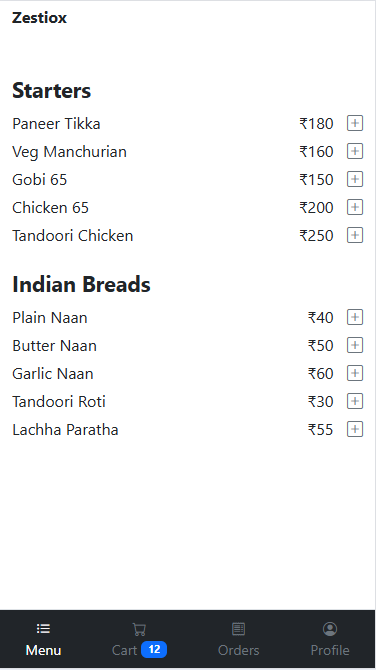 Zestiox
Starters
Paneer Tikka ₹180
Veg Manchurian ₹160
Gobi 65 ₹150
Chicken 65 ₹200
Tandoori Chicken ₹250
Indian Breads
Plain Naan ₹40
Butter Naan ₹50
Garlic Naan ₹60
Tandoori Roti ₹30
Lachha Paratha ₹55
Menu Cart 12 Orders Profile